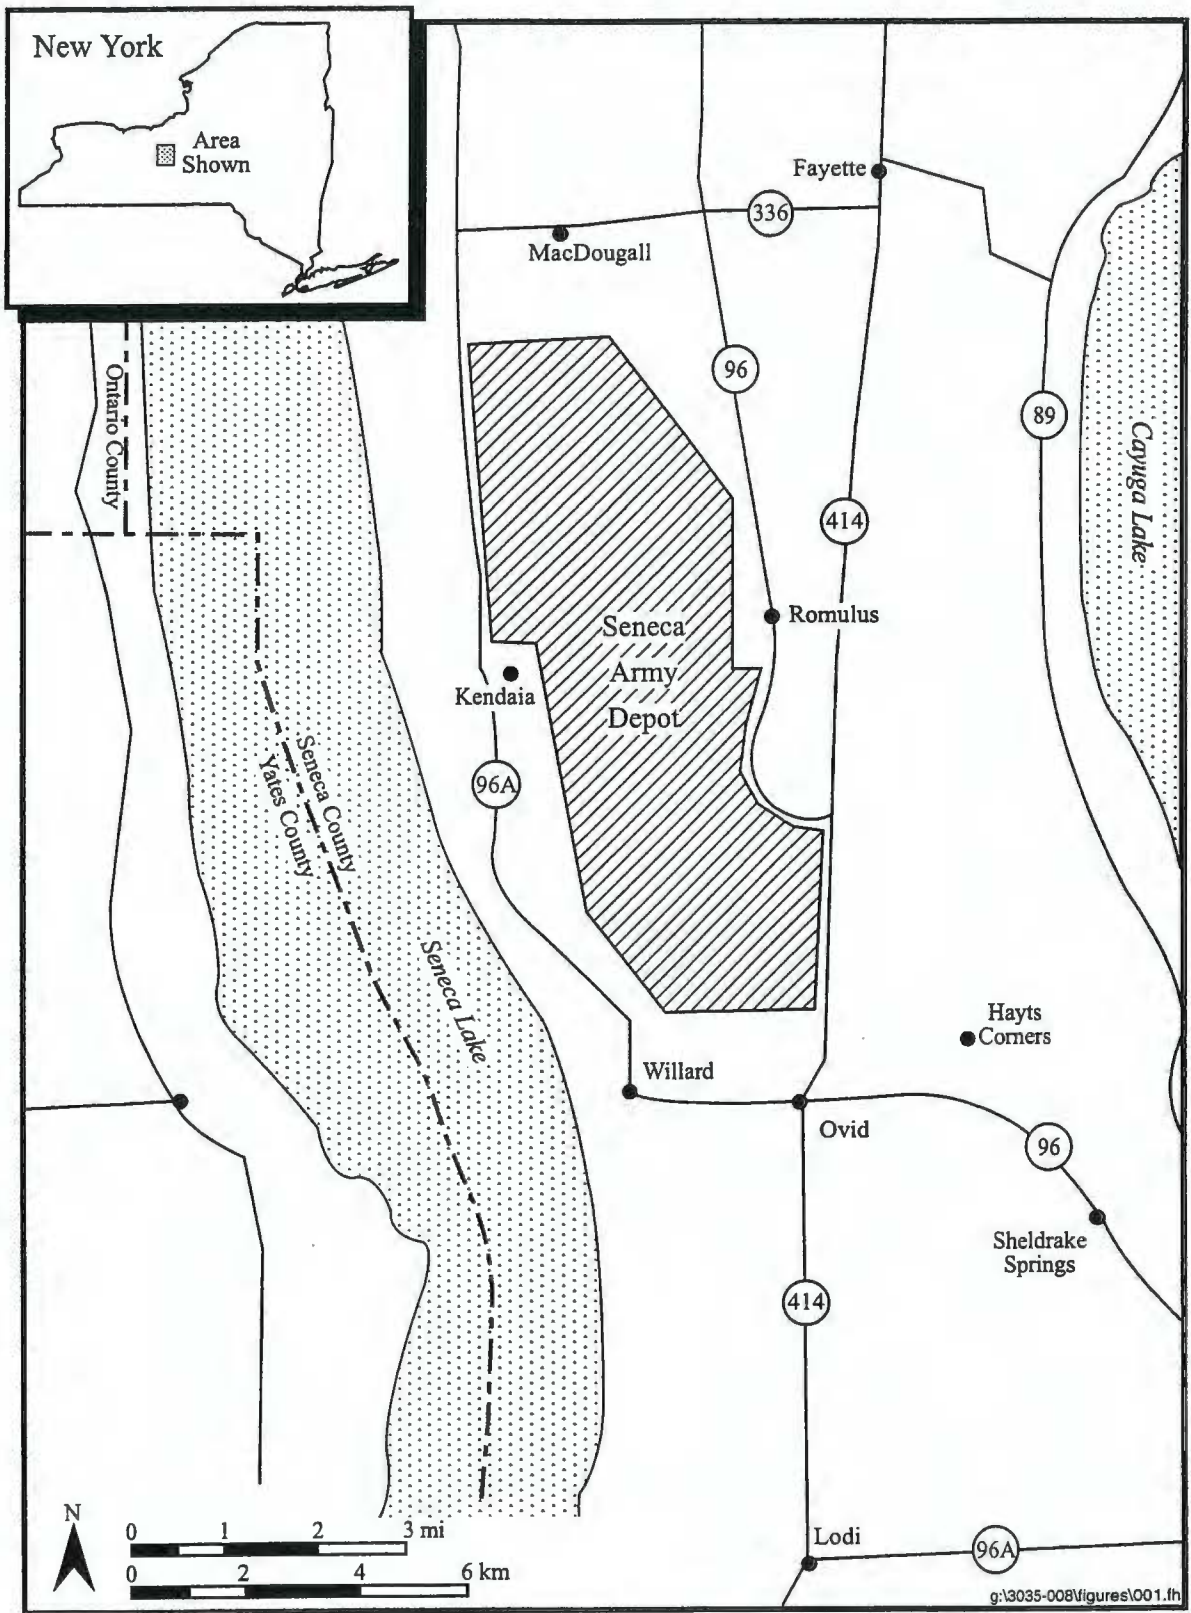 New York
Area
Shown
Fayette
336
MacDougall
96
89
Ontario County
Cayuga Lake
414
Romulus
Seneca
Army
Depot
Kendaia
96A
Seneca County
Yates County
Seneca Lake
Hayts
Corners
Willard
Ovid
96
Sheldrake
Springs
414
N
0 1 2 3 mi
0 2 4 6 km
Lodi
96A
g:\3035-008\figures\001.fh